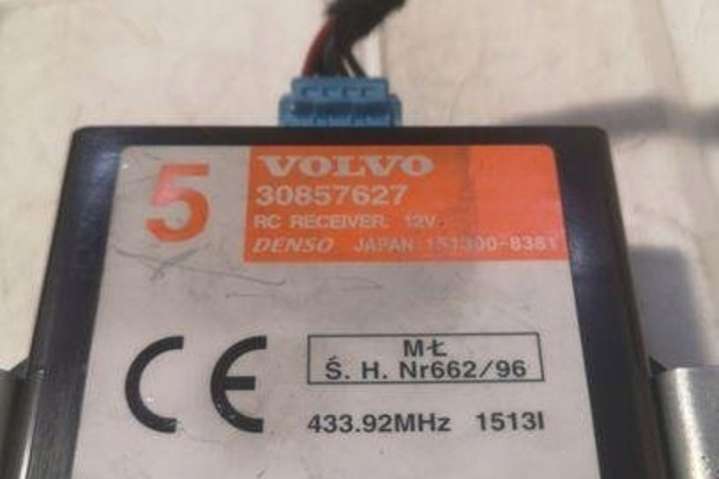 5
VOLVO
30857627
RC RECEIVER. 12V.
DENSO JAPAN 151300-8381
CE
MŁ
Ś. H. Nr662/96
433.92MHz 1513I